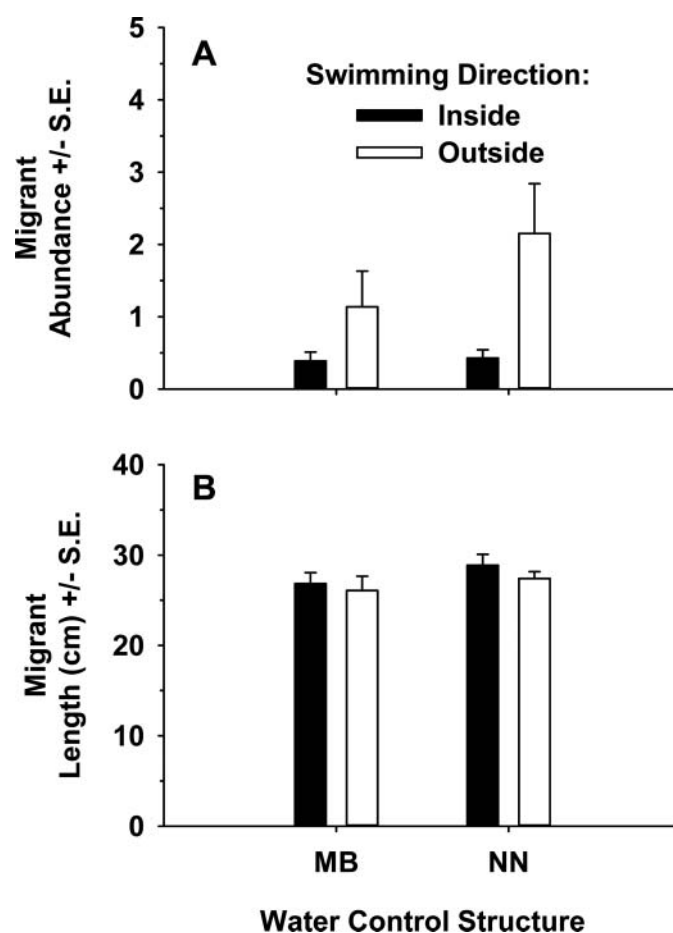 A
Swimming Direction:
Inside
Outside
Migrant
Abundance +/- S.E.
5
4
3
2
1
0
B
Migrant
Length (cm) +/- S.E.
40
30
20
10
0
MB NN
Water Control Structure